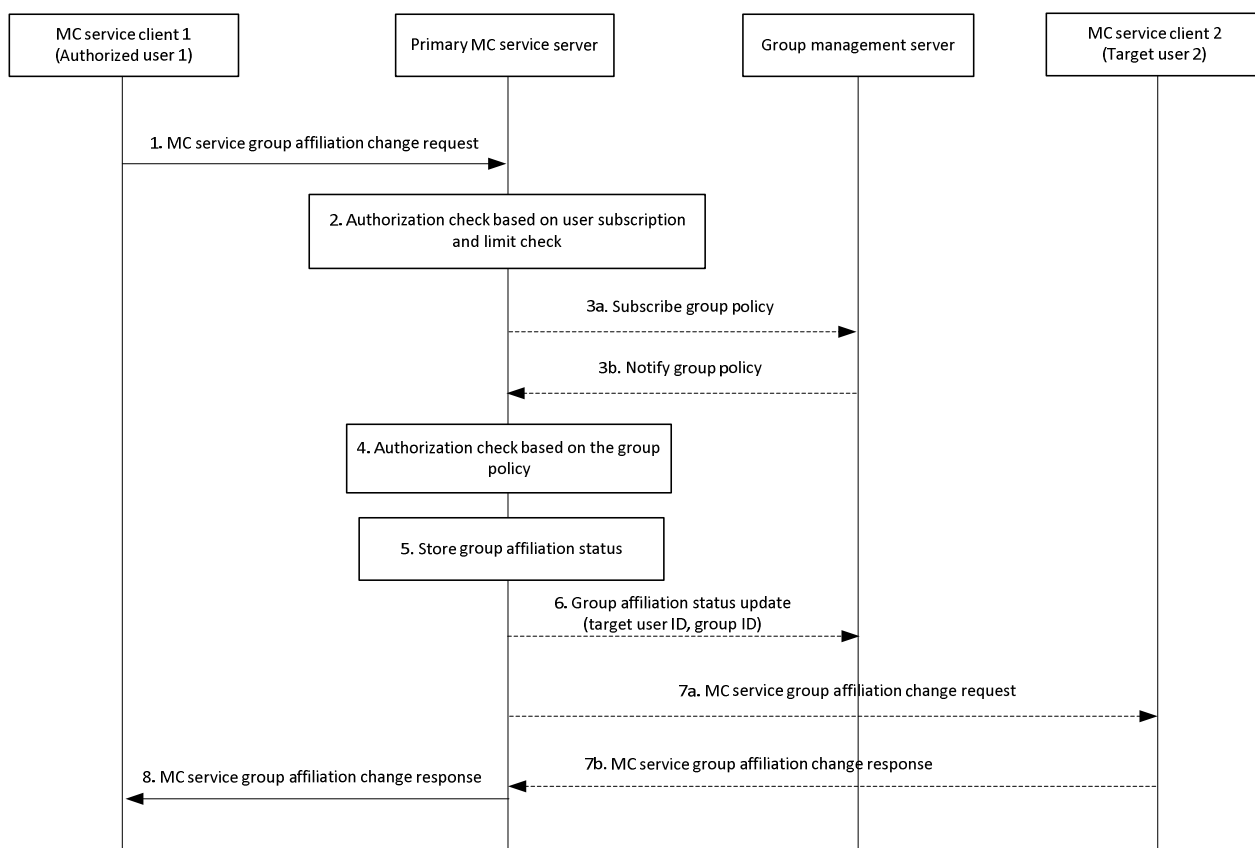 MC service client 1
(Authorized user 1)
Primary MC service server
Group management server
MC service client 2
(Target user 2)
1. MC service group affiliation change request
2. Authorization check based on user subscription
and limit check
3a. Subscribe group policy
3b. Notify group policy
4. Authorization check based on the group
policy
5. Store group affiliation status
6. Group affiliation status update
(target user ID, group ID)
7a. MC service group affiliation change request
7b. MC service group affiliation change response
8. MC service group affiliation change response